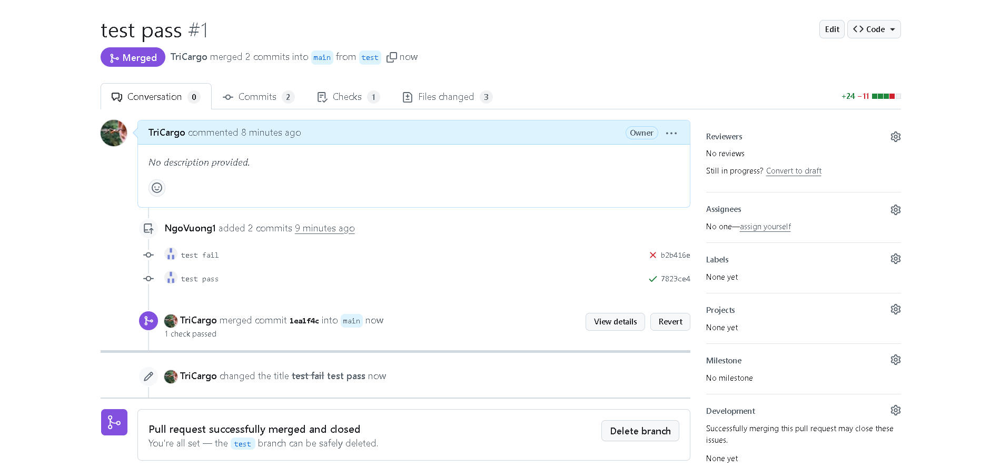 test pass #1
Edit
Code
Merged
TriCargo merged 2 commits into main from test now
Conversation 0
Commits 2
Checks 1
Files changed 3
+24 −11
TriCargo commented 8 minutes ago
Owner
No description provided.
NgoVuong1 added 2 commits 9 minutes ago
test fail
b2b416e
test pass
7823ce4
TriCargo merged commit 1ea1f4c into main now
1 check passed
View details
Revert
TriCargo changed the title test fail test pass now
Pull request successfully merged and closed
You're all set — the test branch can be safely deleted.
Delete branch
Reviewers
No reviews
Still in progress? Convert to draft
Assignees
No one—assign yourself
Labels
None yet
Projects
None yet
Milestone
No milestone
Development
Successfully merging this pull request may close these
issues.
None yet